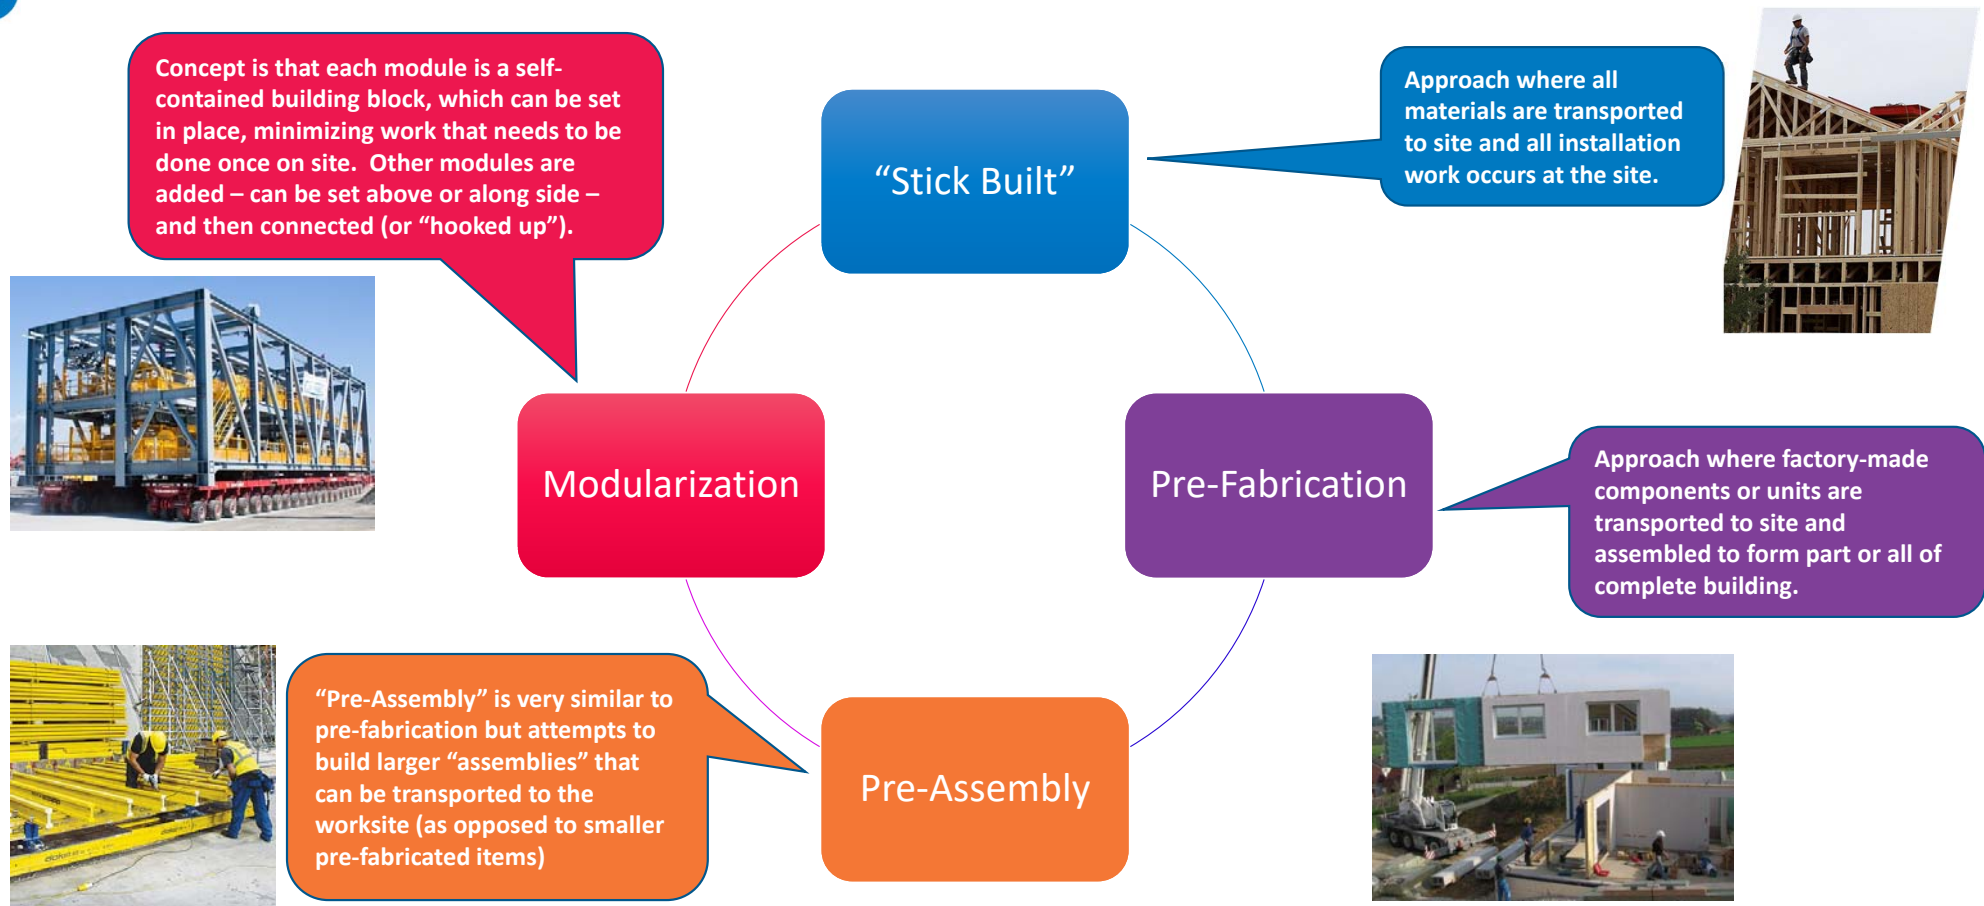 Concept is that each module is a self-
contained building block, which can be set
in place, minimizing work that needs to be
done once on site.  Other modules are
added – can be set above or along side –
and then connected (or “hooked up”).
“Stick Built”
Approach where all
materials are transported
to site and all installation
work occurs at the site.
Modularization
Pre-Fabrication
Approach where factory-made
components or units are
transported to site and
assembled to form part or all of
complete building.
“Pre-Assembly” is very similar to
pre-fabrication but attempts to
build larger “assemblies” that
can be transported to the
worksite (as opposed to smaller
pre-fabricated items)
Pre-Assembly